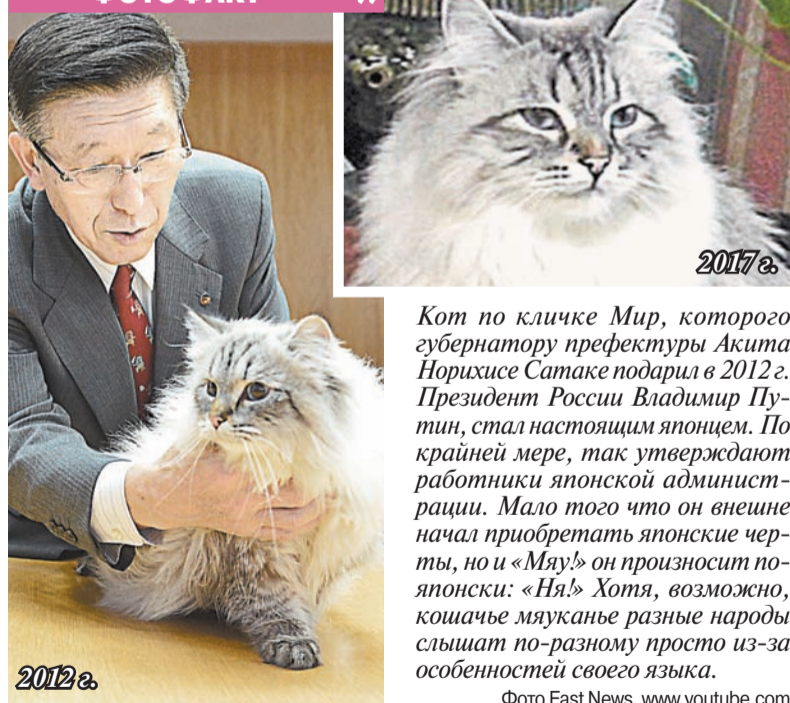 ФОТОФАКТ
2017 г.
Кот по кличке Мир, которого
губернатору префектуры Акита
Норихисе Сатаке подарил в 2012 г.
Президент России Владимир Пу-
тин, стал настоящим японцем. По
крайней мере, так утверждают
работники японской админист-
рации. Мало того что он внешне
начал приобретать японские чер-
ты, но и «Мяу!» он произносит по-
японски: «Ня!» Хотя, возможно,
кошачье мяуканье разные народы
слышат по-разному просто из-за
особенностей своего языка.
2012 г.
Фото East News, www.youtube.com